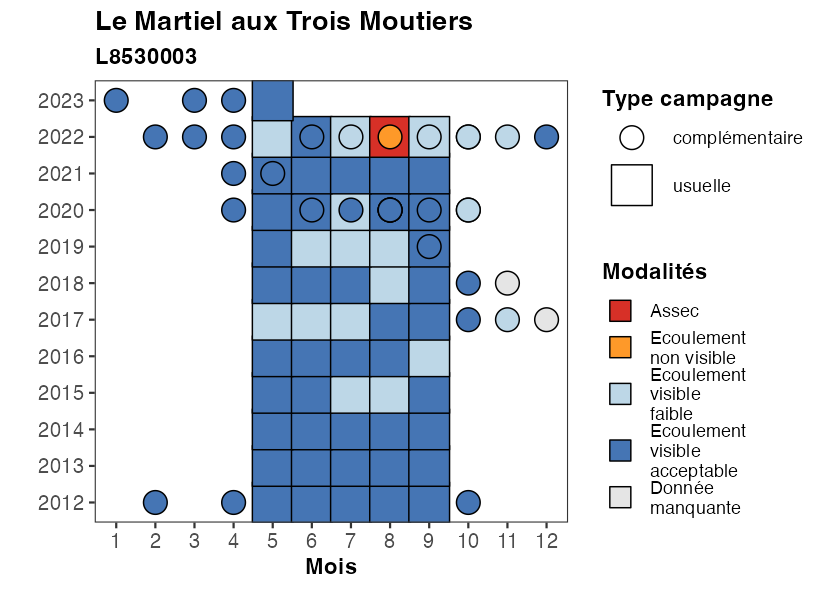 Le Martiel aux Trois Moutiers
L8530003
2023
2022
2021
2020
2019
2018
2017
2016
2015
2014
2013
2012
1 2 3 4 5 6 7 8 9 10 11 12
Mois
Type campagne
complémentaire
usuelle
Modalités
Assec
Ecoulement
non visible
Ecoulement
visible
faible
Ecoulement
visible
acceptable
Donnée
manquante